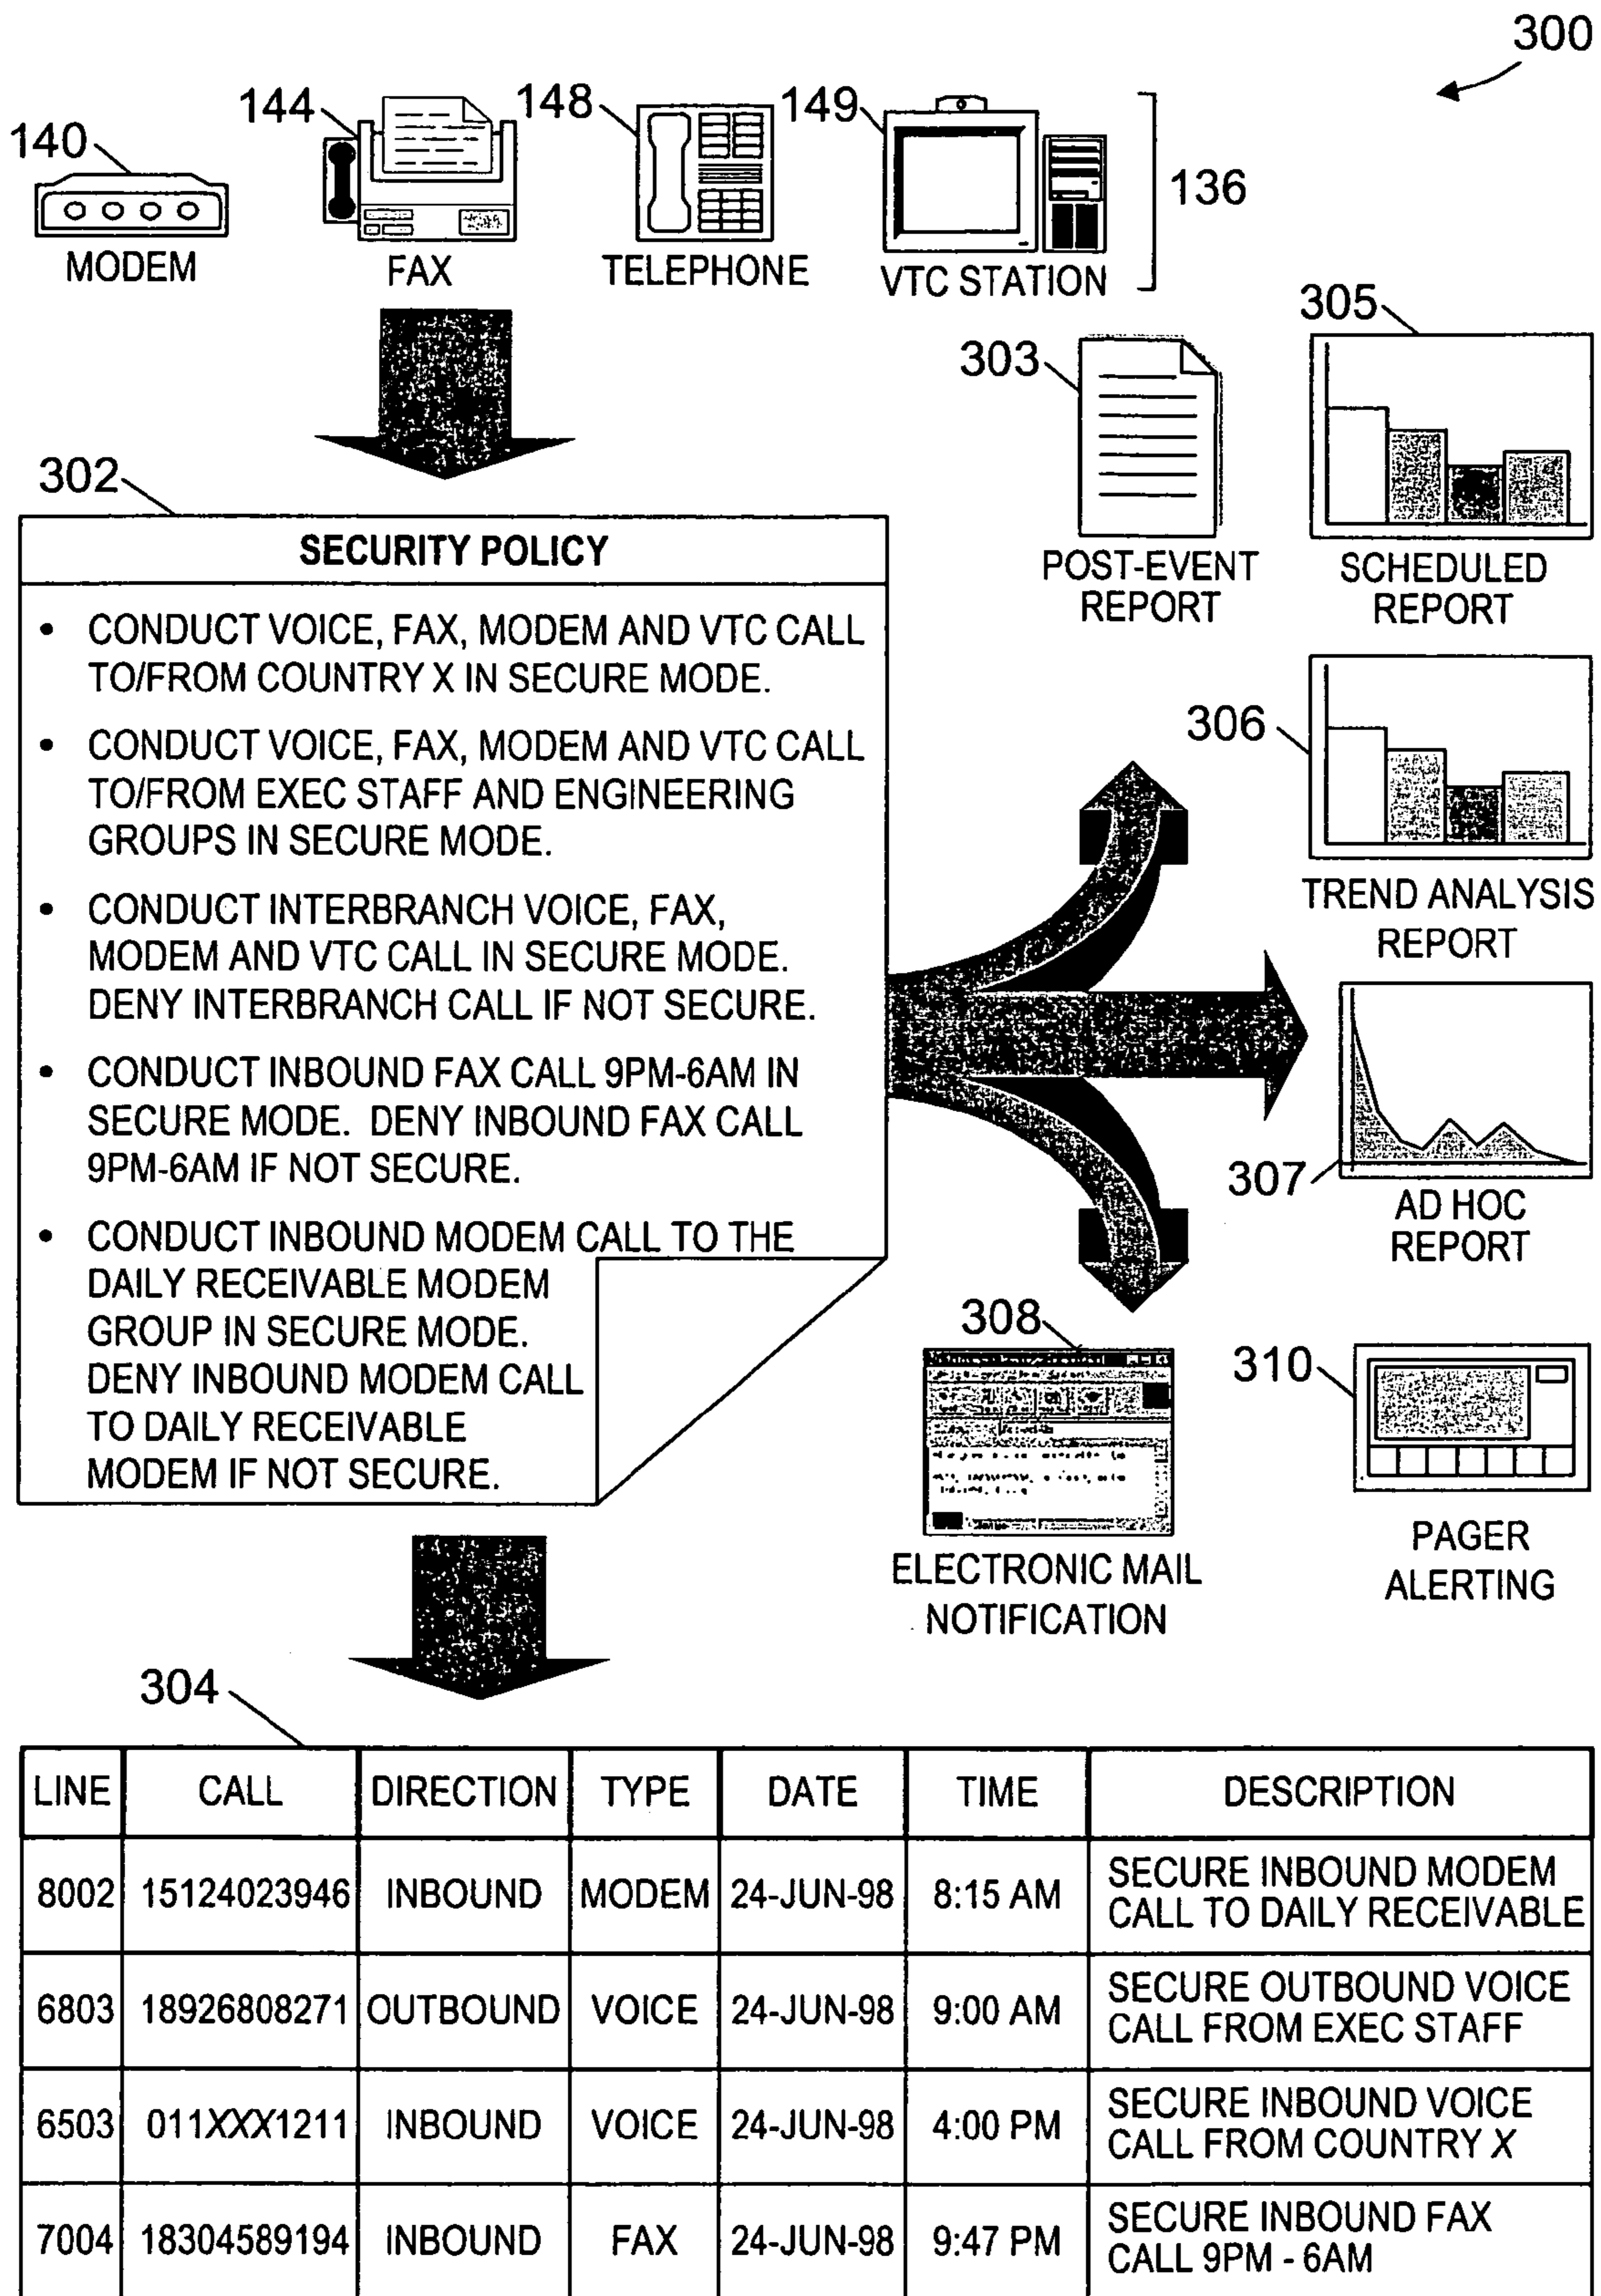 300
140
144
148
149
136
MODEM
FAX
TELEPHONE
VTC STATION
303
305
POST-EVENT
REPORT
SCHEDULED
REPORT
306
TREND ANALYSIS
REPORT
307
AD HOC
REPORT
302
SECURITY POLICY
• CONDUCT VOICE, FAX, MODEM AND VTC CALL
TO/FROM COUNTRY X IN SECURE MODE.
• CONDUCT VOICE, FAX, MODEM AND VTC CALL
TO/FROM EXEC STAFF AND ENGINEERING
GROUPS IN SECURE MODE.
• CONDUCT INTERBRANCH VOICE, FAX,
MODEM AND VTC CALL IN SECURE MODE.
DENY INTERBRANCH CALL IF NOT SECURE.
• CONDUCT INBOUND FAX CALL 9PM-6AM IN
SECURE MODE. DENY INBOUND FAX CALL
9PM-6AM IF NOT SECURE.
• CONDUCT INBOUND MODEM CALL TO THE
DAILY RECEIVABLE MODEM
GROUP IN SECURE MODE.
DENY INBOUND MODEM CALL
TO DAILY RECEIVABLE
MODEM IF NOT SECURE.
308
ELECTRONIC MAIL
NOTIFICATION
310
PAGER
ALERTING
304
LINE CALL DIRECTION TYPE DATE TIME DESCRIPTION
8002 15124023946 INBOUND MODEM 24-JUN-98 8:15 AM SECURE INBOUND MODEM
CALL TO DAILY RECEIVABLE
6803 18926808271 OUTBOUND VOICE 24-JUN-98 9:00 AM SECURE OUTBOUND VOICE
CALL FROM EXEC STAFF
6503 011XXX1211 INBOUND VOICE 24-JUN-98 4:00 PM SECURE INBOUND VOICE
CALL FROM COUNTRY X
7004 18304589194 INBOUND FAX 24-JUN-98 9:47 PM SECURE INBOUND FAX
CALL 9PM - 6AM